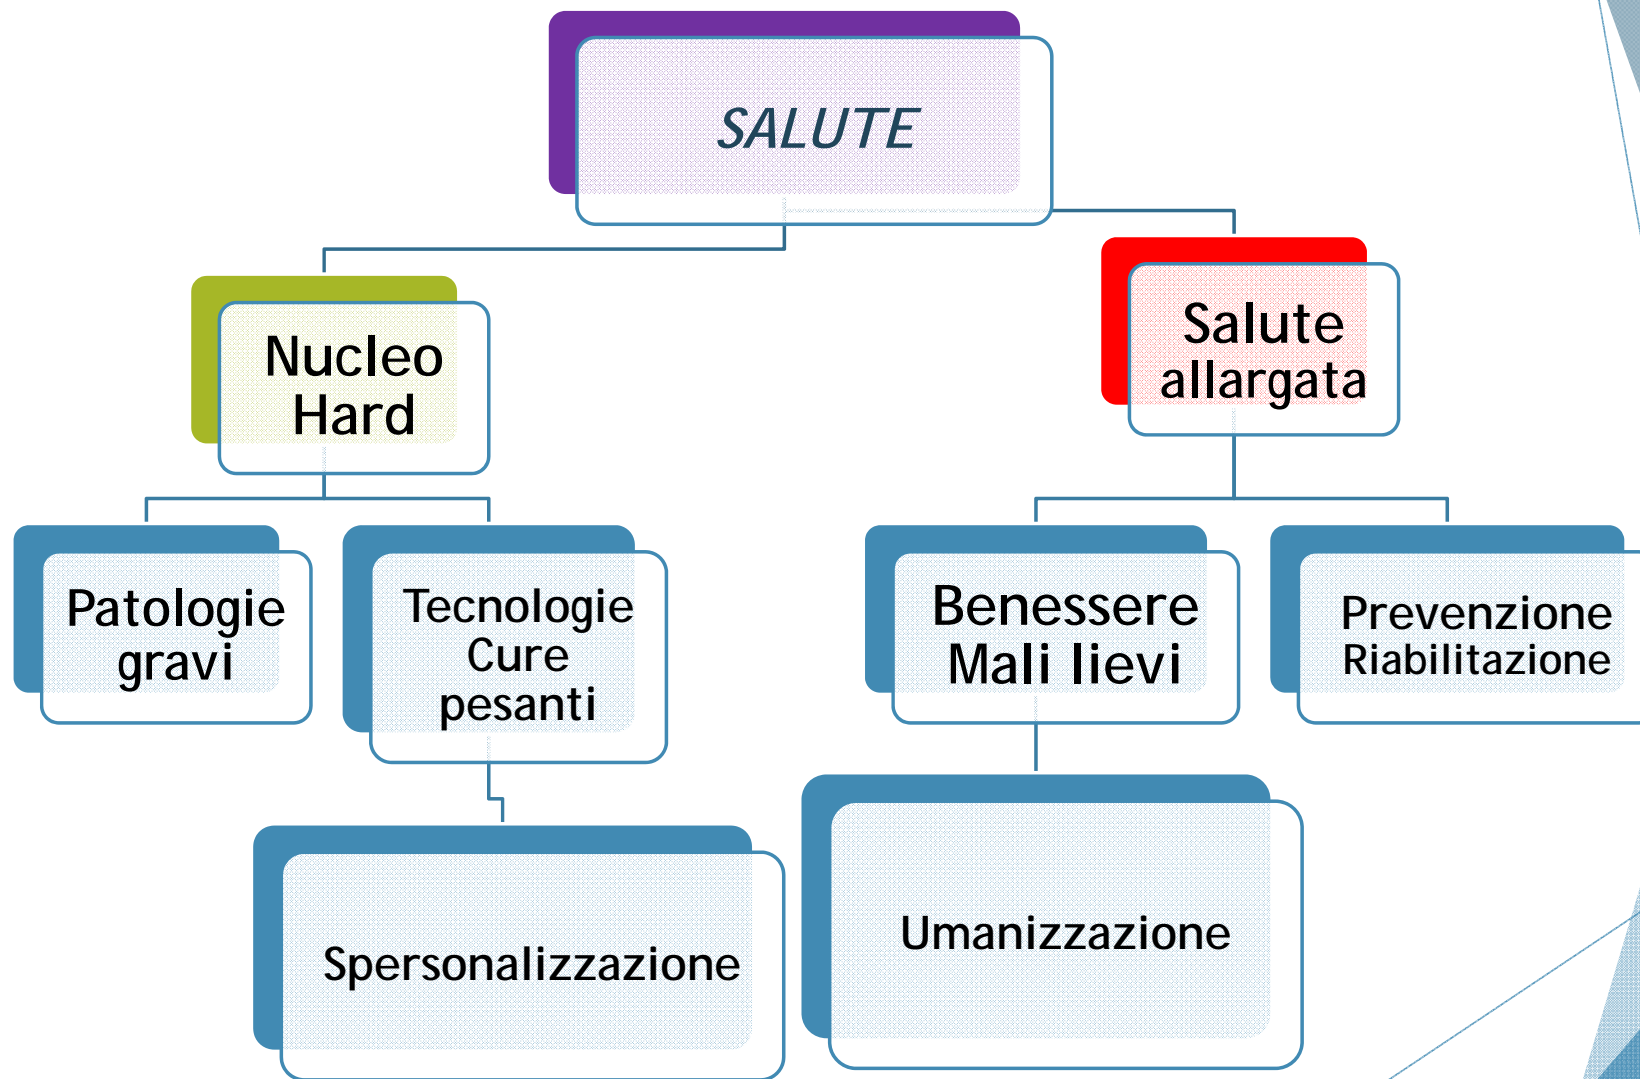 SALUTE
Nucleo
Hard
Salute
allargata
Patologie
gravi
Tecnologie
Cure
pesanti
Benessere
Mali lievi
Prevenzione
Riabilitazione
Spersonalizzazione
Umanizzazione